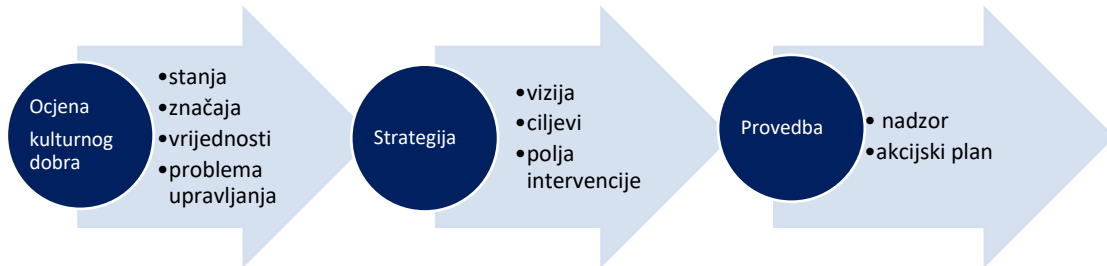 Ocjena
kulturnog
dobra
•stanja
•značaja
•vrijednosti
•problema
upravljanja
Strategija
•vizija
•ciljevi
•polja
intervencije
Provedba
• nadzor
•akcijski plan